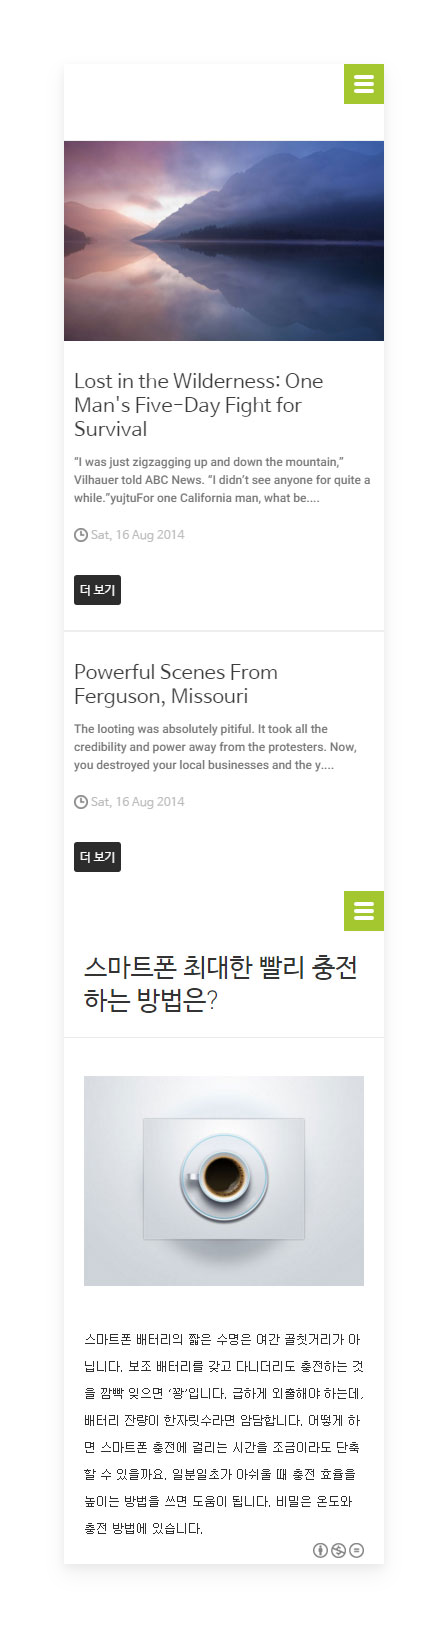 Lost in the Wilderness: One
Man's Five-Day Fight for
Survival
“I was just zigzagging up and down the mountain,”
Vilhauer told ABC News. “I didn’t see anyone for quite a
while.”yujtuFor one California man, what be....
Sat, 16 Aug 2014
더 보기
Powerful Scenes From
Ferguson, Missouri
The looting was absolutely pitiful. It took all the
credibility and power away from the protesters. Now,
you destroyed your local businesses and the y....
Sat, 16 Aug 2014
더 보기
스마트폰 최대한 빨리 충전
하는 방법은?
스마트폰 배터리의 짧은 수명은 여간 골칫거리가 아
닙니다. 보조 배터리를 갖고 다니더라도 충전하는 것
을 깜빡 잊으면 ‘꽝’입니다. 급하게 외출해야 하는데,
배터리 잔량이 한자릿수라면 암담합니다. 어떻게 하
면 스마트폰 충전에 걸리는 시간을 조금이라도 단축
할 수 있을까요. 일분일초가 아쉬울 때 충전 효율을
높이는 방법을 쓰면 도움이 됩니다. 비밀은 온도와
충전 방법에 있습니다.